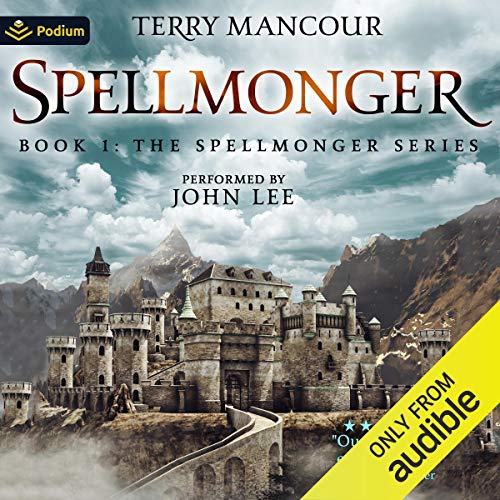 Podium
TERRY MANCOUR
SPELLMONGER
BOOK 1: THE SPELLMONGER SERIES
PERFORMED BY
JOHN LEE
ONLY FROM
audible